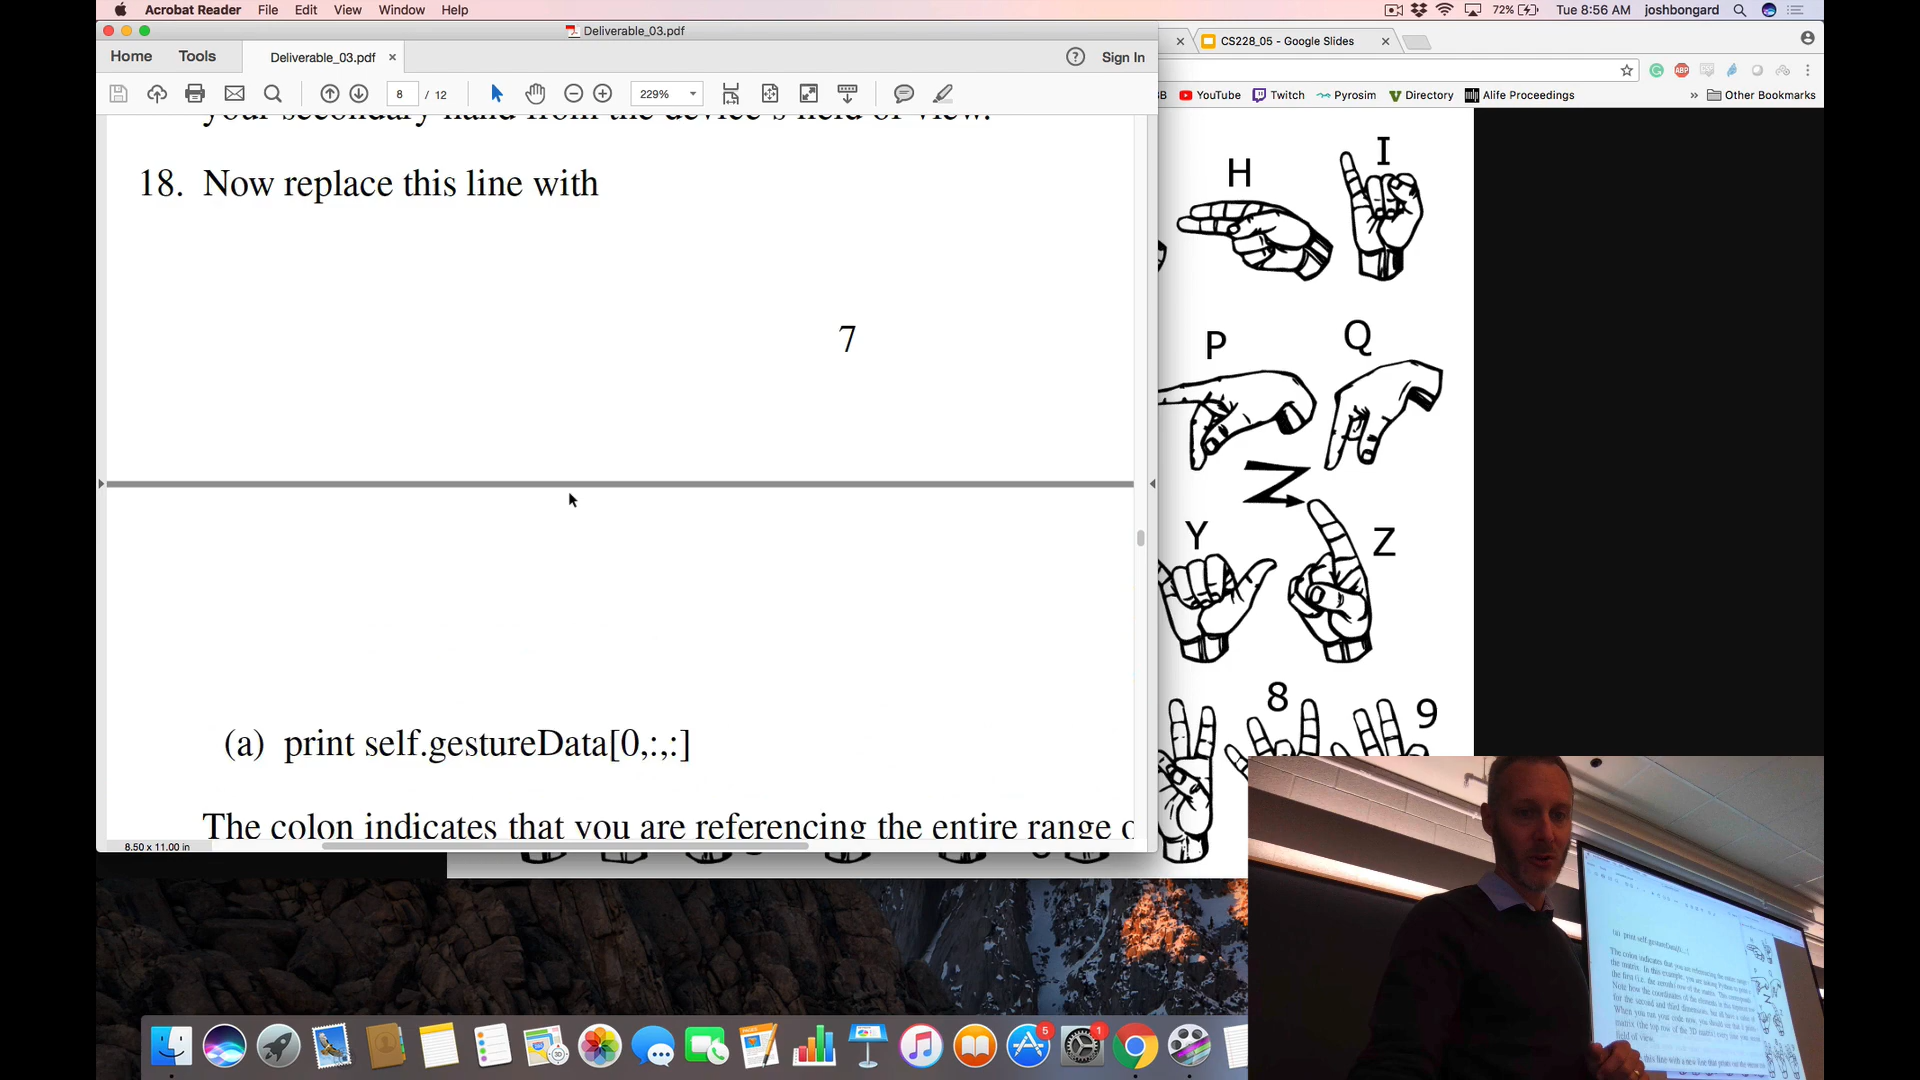 Acrobat Reader File Edit View Window Help
72% Tue 8:56 AM joshbongard
Deliverable_03.pdf
CS228_05 - Google Slides
Home Tools Deliverable_03.pdf × Sign In
8 / 12 229%
YouTube Twitch Pyrosim Directory Alife Proceedings » Other Bookmarks
18. Now replace this line with
7
(a) print self.gestureData[0,:,:]
The colon indicates that you are referencing the entire range
8.50 x 11.00 in
H
I
P
Q
Y
Z
8
9
5
1